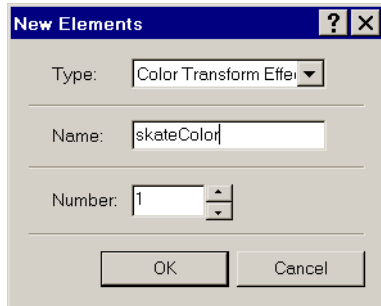 New Elements
Type: Color Transform Effe
Name: skateColor
Number: 1
OK Cancel